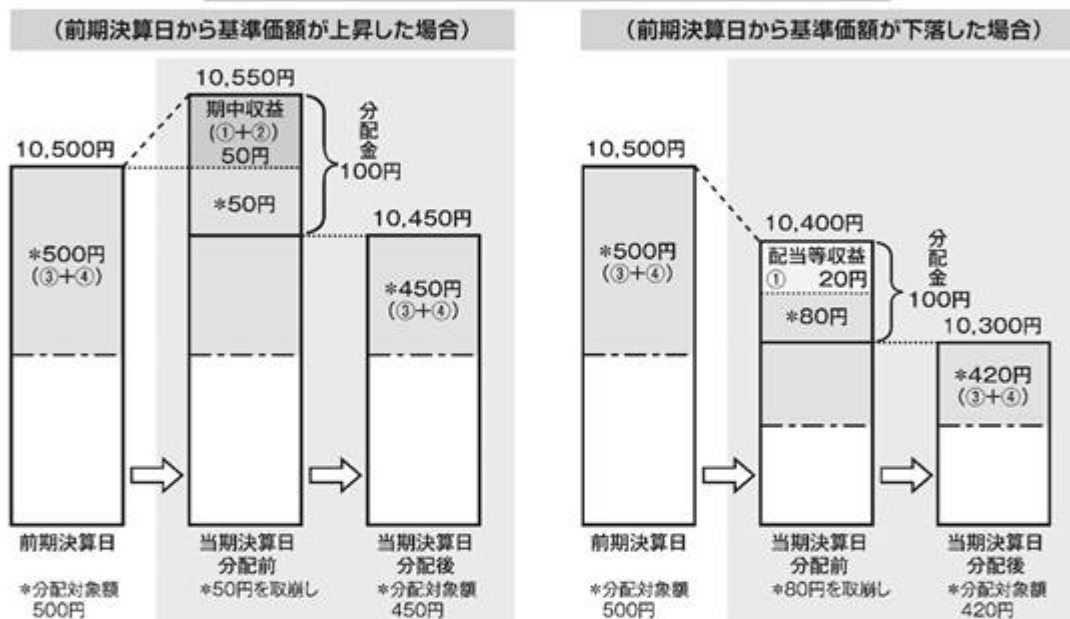 (前期決算日から基準価額が上昇した場合)
10,550円
期中収益
(①+②)
50円
分配金
100円
10,500円
*50円
10,450円
*500円
(③+④)
*450円
(③+④)
前期決算日
当期決算日
分配前
当期決算日
分配後
*分配対象額
500円
*50円を取崩し
*分配対象額
450円
(前期決算日から基準価額が下落した場合)
10,500円
10,400円
*500円
(③+④)
配当等収益
① 20円
分配金
100円
*80円
10,300円
*420円
(③+④)
前期決算日
当期決算日
分配前
当期決算日
分配後
*分配対象額
500円
*80円を取崩し
*分配対象額
420円